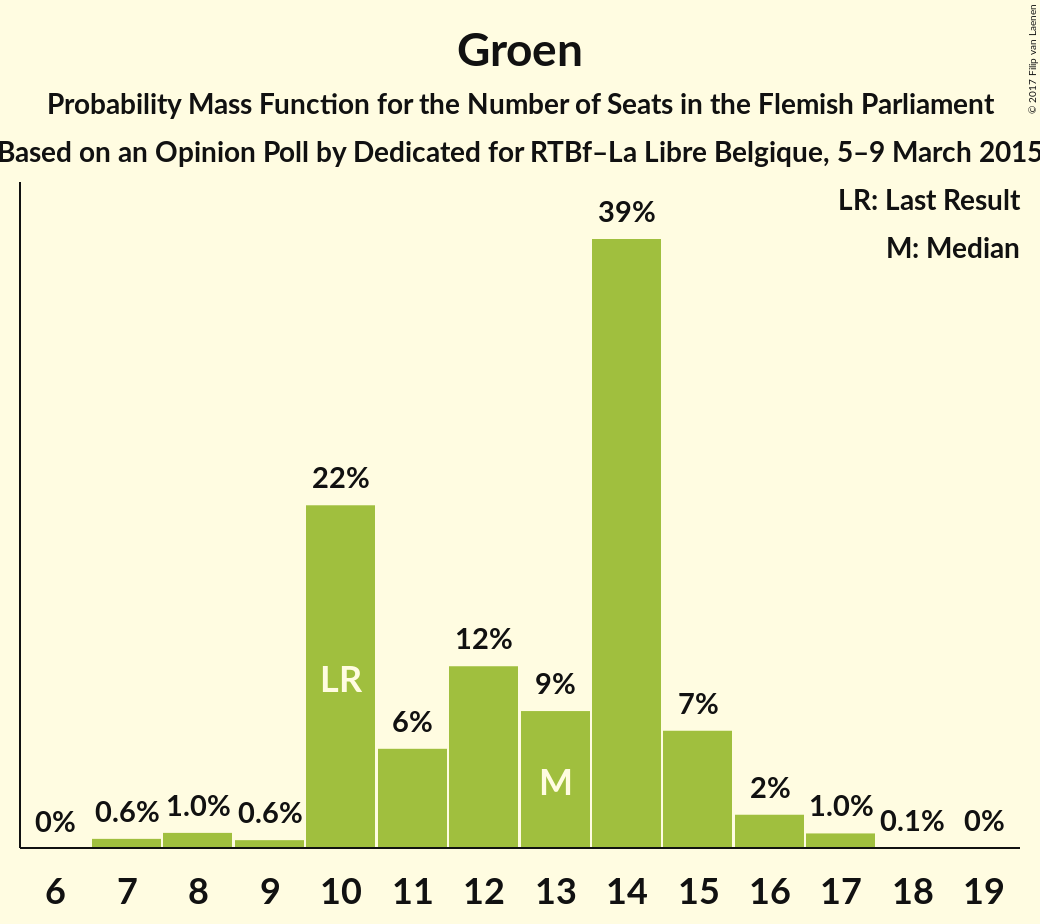 Groen
Probability Mass Function for the Number of Seats in the Flemish Parliament
Based on an Opinion Poll by Dedicated for RTBf–La Libre Belgique, 5–9 March 2015
© 2017 Filip van Laenen
LR: Last Result
M: Median
39%
22%
12%
9%
7%
6%
2%
0% 0.6% 1.0% 0.6% 1.0% 0.1% 0%
LR
M
6 7 8 9 10 11 12 13 14 15 16 17 18 19